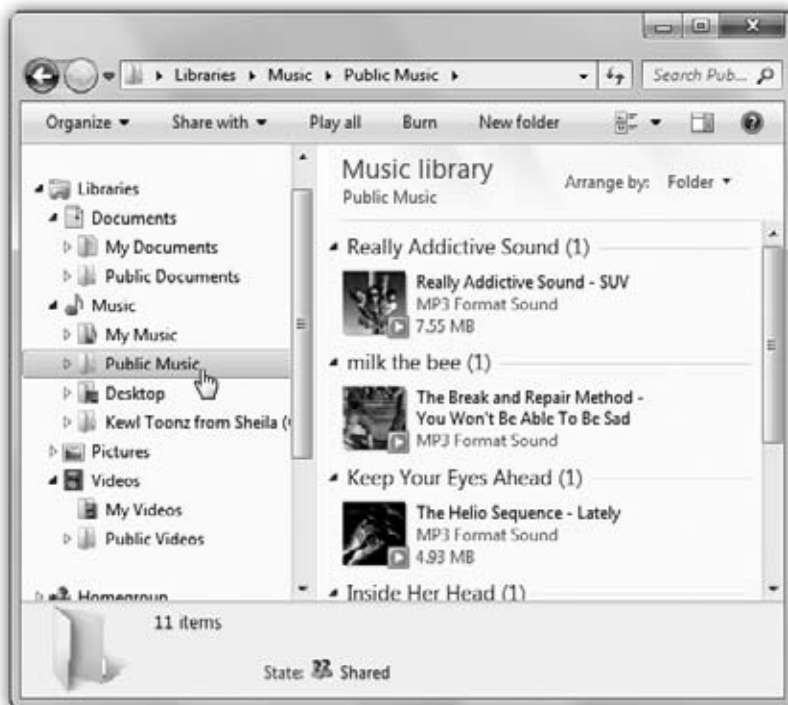 Libraries Music Public Music
Search Pub...
Organize Share with Play all Burn New folder
Libraries
Documents
My Documents
Public Documents
Music
My Music
Public Music
Desktop
Kewl Toonz from Sheila (
Pictures
Videos
My Videos
Public Videos
Homegroup
Music library
Public Music
Arrange by: Folder
Really Addictive Sound (1)
Really Addictive Sound - SUV
MP3 Format Sound
7.55 MB
milk the bee (1)
The Break and Repair Method -
You Won't Be Able To Be Sad
MP3 Format Sound
Keep Your Eyes Ahead (1)
The Helio Sequence - Lately
MP3 Format Sound
4.93 MB
Inside Her Head (1)
11 items
State: Shared